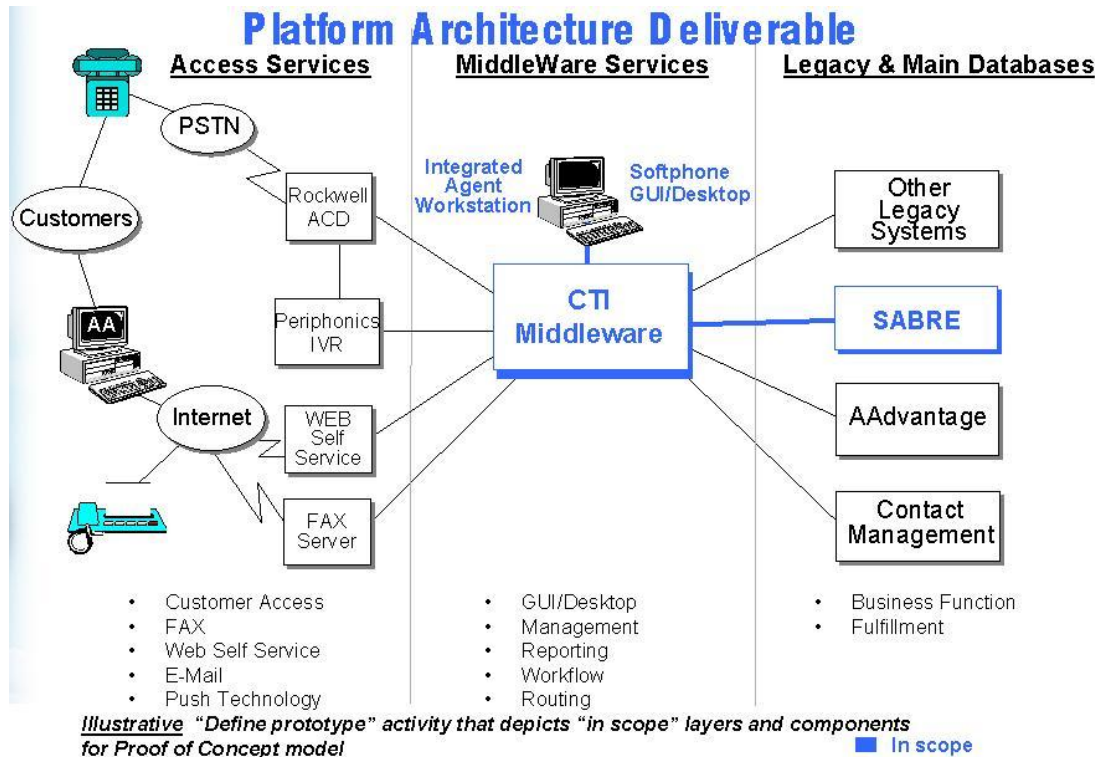 Platform Architecture Deliverable
Access Services
MiddleWare Services
Legacy & Main Databases
PSTN
Customers
AA
Internet
Rockwell
ACD
Periphonics
IVR
WEB
Self
Service
FAX
Server
Integrated
Agent
Workstation
Softphone
GUI/Desktop
CTI
Middleware
Other
Legacy
Systems
SABRE
AAdvantage
Contact
Management
• Customer Access
• FAX
• Web Self Service
• E-Mail
• Push Technology
• GUI/Desktop
• Management
• Reporting
• Workflow
• Routing
• Business Function
• Fulfillment
Illustrative “Define prototype” activity that depicts “in scope” layers and components
for Proof of Concept model
In scope